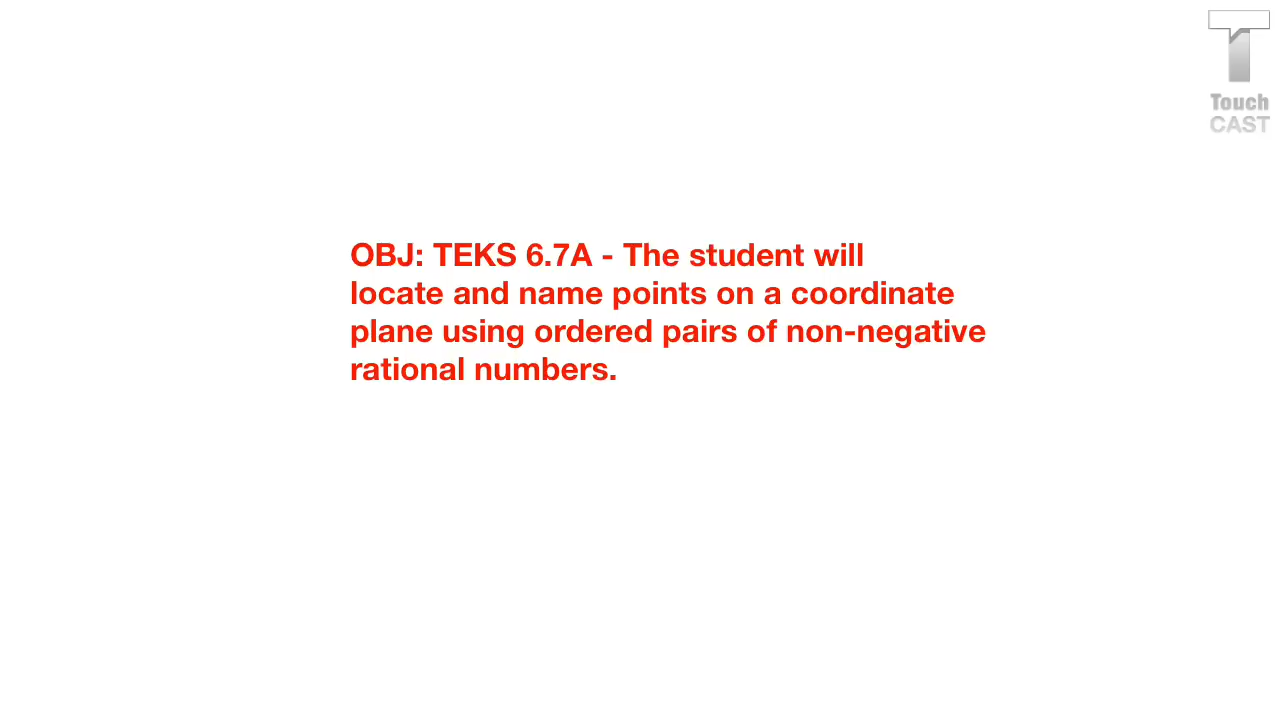 Touch
CAST
OBJ: TEKS 6.7A - The student will
locate and name points on a coordinate
plane using ordered pairs of non-negative
rational numbers.